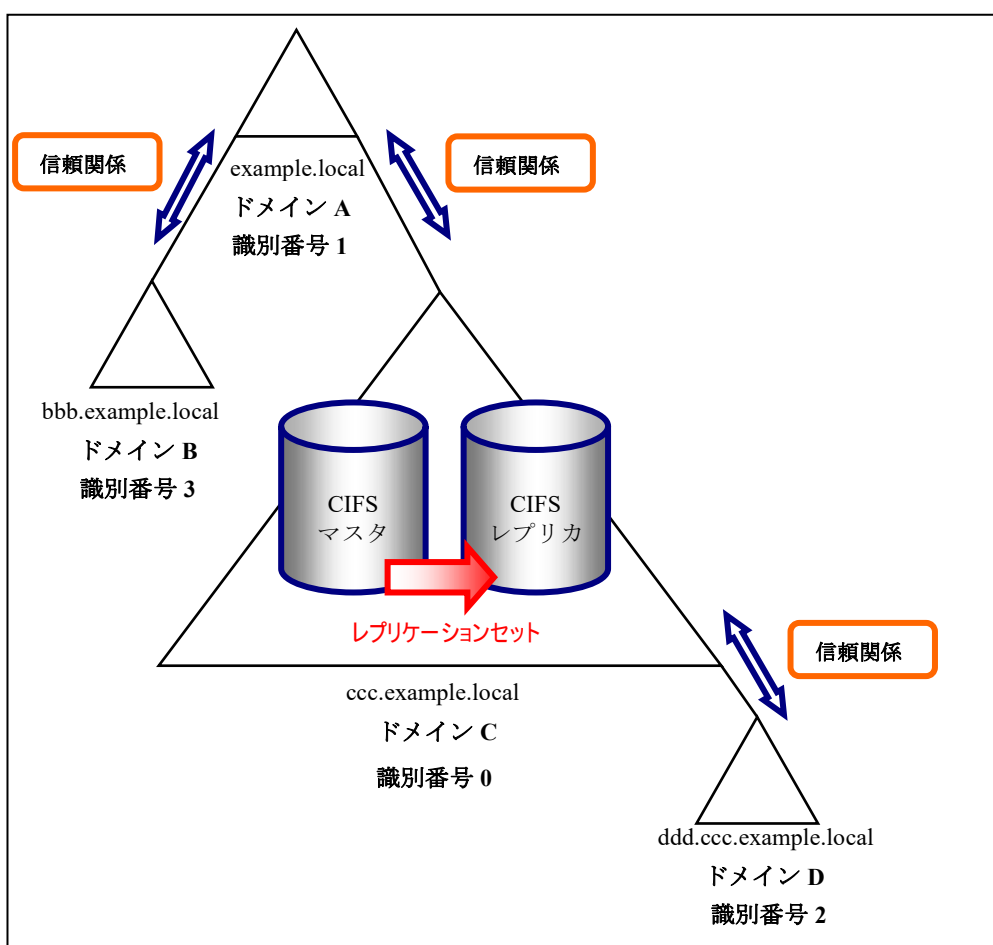 信頼関係
信頼関係
example.local
ドメイン A
識別番号 1
bbb.example.local
ドメイン B
識別番号 3
CIFS
マスタ
CIFS
レプリカ
レプリケーションセット
信頼関係
ccc.example.local
ドメイン C
識別番号 0
ddd.ccc.example.local
ドメイン D
識別番号 2